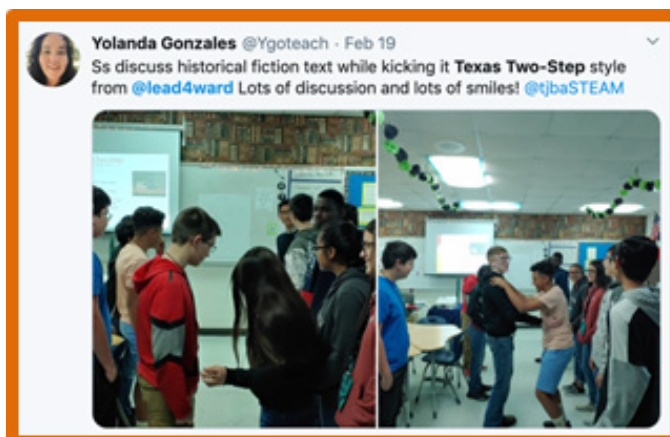 Yolanda Gonzales @Ygoteach · Feb 19
Ss discuss historical fiction text while kicking it Texas Two-Step style
from @lead4ward Lots of discussion and lots of smiles! @tjbaSTEAM